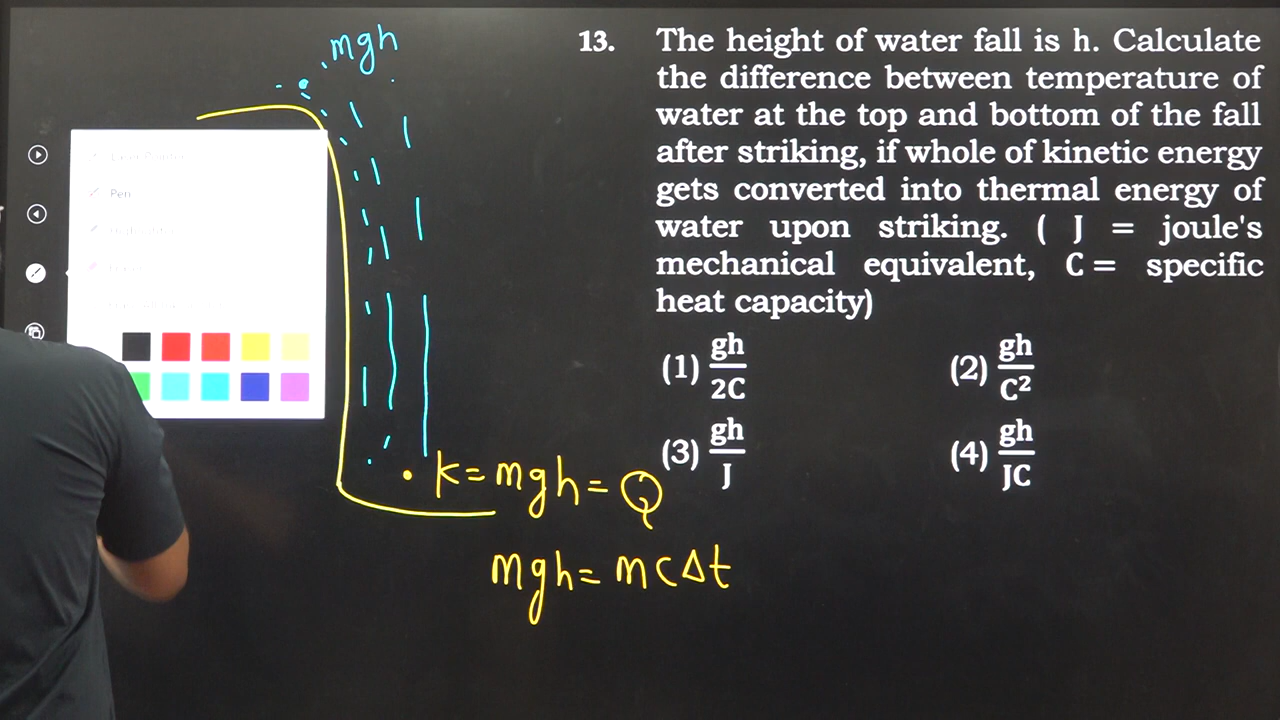 mgh
Pen
K = mgh = Q
mgh = mcΔt
13. The height of water fall is h. Calculate
the difference between temperature of
water at the top and bottom of the fall
after striking, if whole of kinetic energy
gets converted into thermal energy of
water upon striking. ( J = joule's
mechanical equivalent, C = specific
heat capacity)
(1) gh/2C (2) gh/C²
(3) gh/J (4) gh/JC